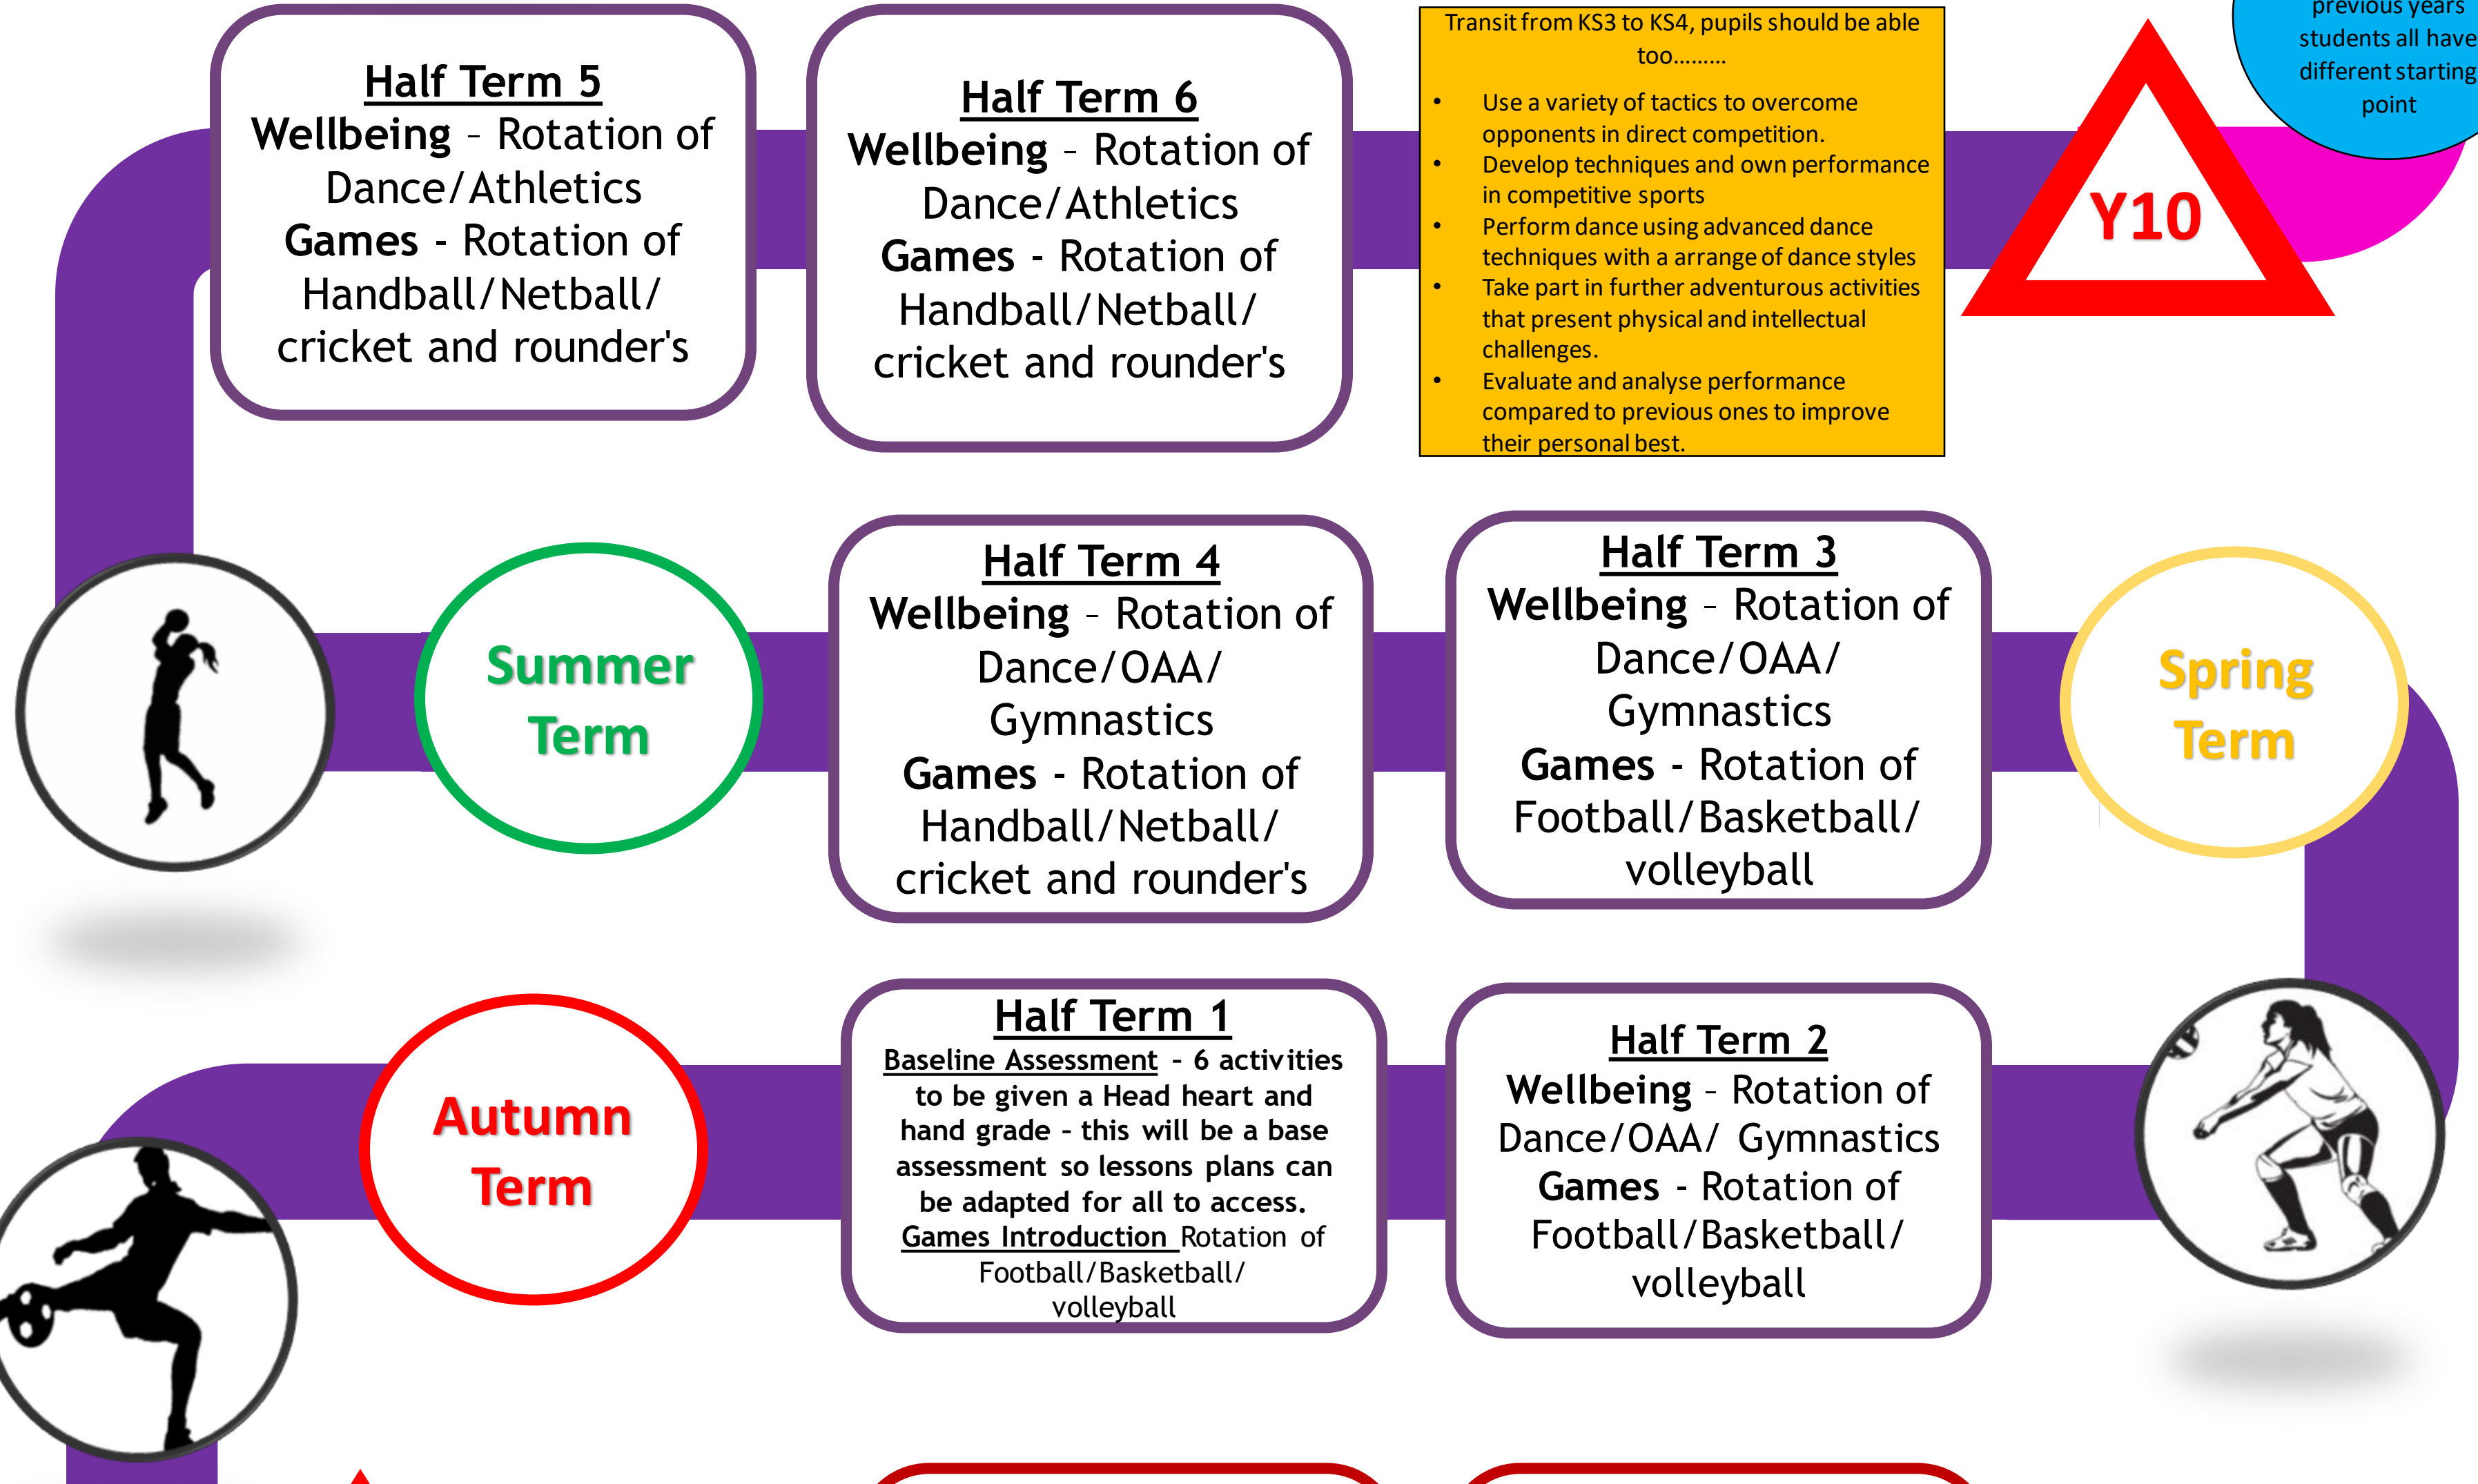 Half Term 5
Wellbeing – Rotation of
Dance/Athletics
Games - Rotation of
Handball/Netball/
cricket and rounder's
Half Term 6
Wellbeing – Rotation of
Dance/Athletics
Games - Rotation of
Handball/Netball/
cricket and rounder's
Transit from KS3 to KS4, pupils should be able
too.........
• Use a variety of tactics to overcome
opponents in direct competition.
• Develop techniques and own performance
in competitive sports
• Perform dance using advanced dance
techniques with a arrange of dance styles
• Take part in further adventurous activities
that present physical and intellectual
challenges.
• Evaluate and analyse performance
compared to previous ones to improve
their personal best.
Y10
previous years
students all have
different starting
point
Summer
Term
Half Term 4
Wellbeing – Rotation of
Dance/OAA/
Gymnastics
Games - Rotation of
Handball/Netball/
cricket and rounder's
Half Term 3
Wellbeing – Rotation of
Dance/OAA/
Gymnastics
Games - Rotation of
Football/Basketball/
volleyball
Spring
Term
Autumn
Term
Half Term 1
Baseline Assessment – 6 activities
to be given a Head heart and
hand grade – this will be a base
assessment so lessons plans can
be adapted for all to access.
Games Introduction Rotation of
Football/Basketball/
volleyball
Half Term 2
Wellbeing – Rotation of
Dance/OAA/ Gymnastics
Games - Rotation of
Football/Basketball/
volleyball